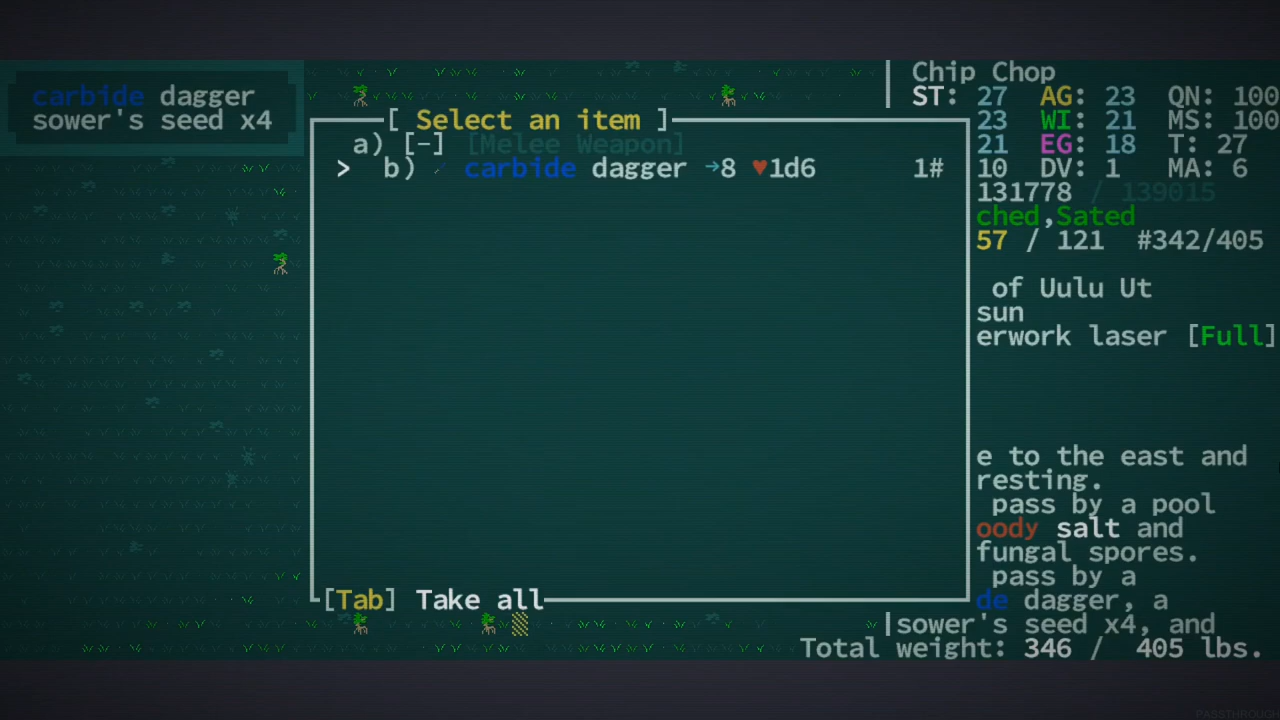 carbide dagger
sower's seed x4
[ Select an item ]
a) [-] [Melee Weapon]
> b) carbide dagger →8 ♥1d6 1#
[Tab] Take all
Chip Chop
ST: 27 AG: 23 QN: 100
23 WI: 21 MS: 100
21 EG: 18 T: 27
10 DV: 1 MA: 6
131778 / 139015
ched,Sated
57 / 121 #342/405
of Uulu Ut
sun
erwork laser [Full]
e to the east and
resting.
pass by a pool
oody salt and
fungal spores.
pass by a
de dagger, a
sower's seed x4, and
Total weight: 346 / 405 lbs.
PASSTHROUGH